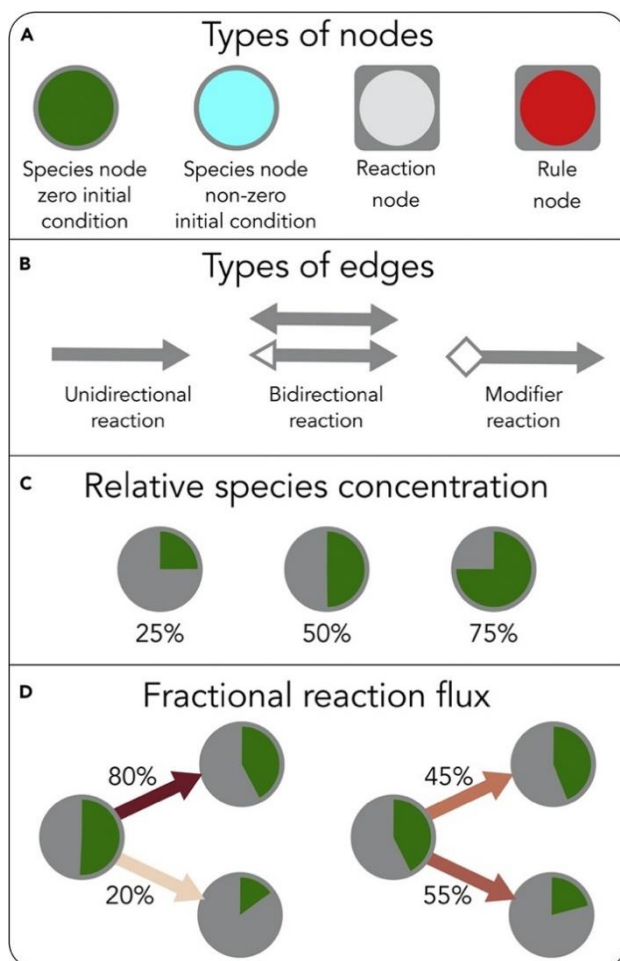 A
Types of nodes
Species node
zero initial
condition
Species node
non-zero
initial condition
Reaction
node
Rule
node
B
Types of edges
Unidirectional
reaction
Bidirectional
reaction
Modifier
reaction
C
Relative species concentration
25%
50%
75%
D
Fractional reaction flux
80%
20%
45%
55%